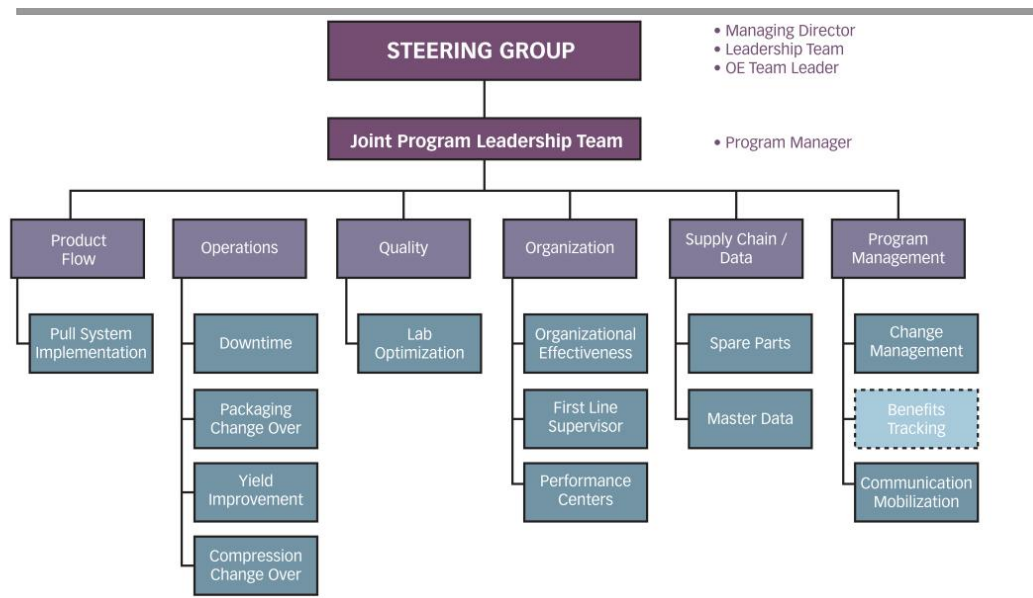 STEERING GROUP
• Managing Director
• Leadership Team
• OE Team Leader
Joint Program Leadership Team
• Program Manager
Product
Flow
Operations
Quality
Organization
Supply Chain /
Data
Program
Management
Pull System
Implementation
Downtime
Packaging
Change Over
Yield
Improvement
Compression
Change Over
Lab
Optimization
Organizational
Effectiveness
First Line
Supervisor
Performance
Centers
Spare Parts
Master Data
Change
Management
Benefits
Tracking
Communication
Mobilization